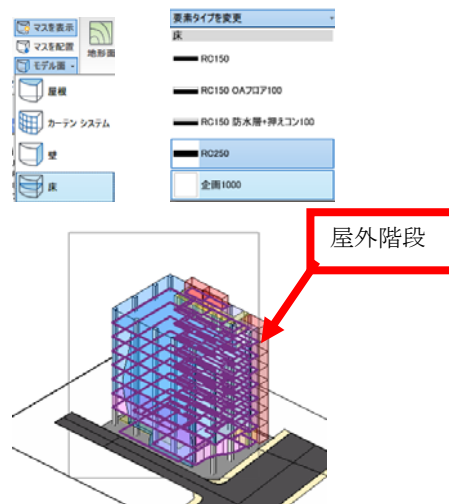 マスを表示
マスを配置
モデル面
地形面
屋根
カーテン システム
壁
床
要素タイプを変更
床
RC150
RC150 OAフロア100
RC150 防水層+押えコン100
RC250
企画1000
屋外階段